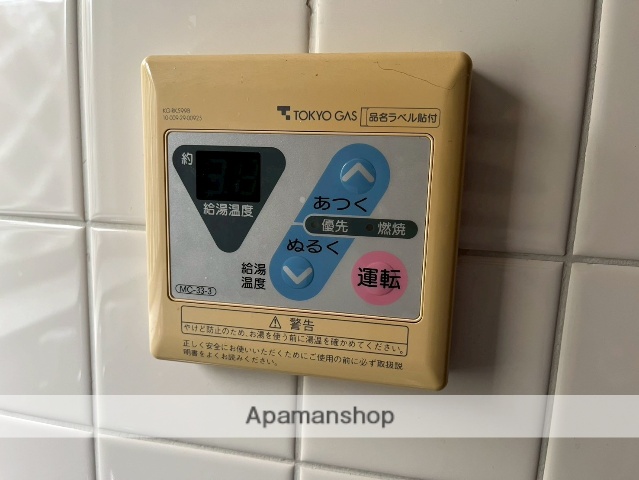 TOKYO GAS 品名ラベル貼付
約
給湯温度
あつく
優先 燃焼
ぬるく
給湯
温度
運転
MC-33-3
⚠ 警告
やけど防止のため、お湯を使う前に湯温を確かめてください。
正しく安全にお使いいただくためにご使用の前に必ず取扱説
明書をよくお読みください。
Apamanshop